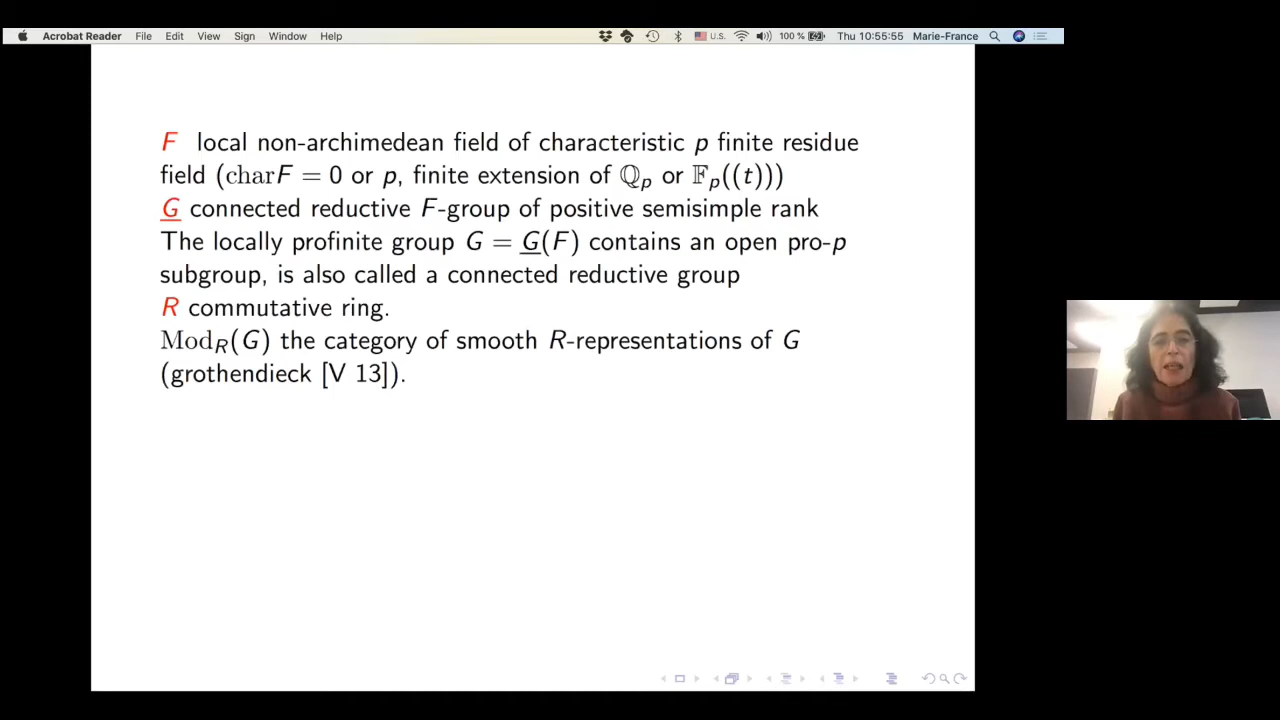 Acrobat Reader File Edit View Sign Window Help U.S. 100 % Thu 10:55:55 Marie-France
F local non-archimedean field of characteristic p finite residue
field (charF = 0 or p, finite extension of ℚ_p or 𝔽_p((t)))
G connected reductive F-group of positive semisimple rank
The locally profinite group G = G(F) contains an open pro-p
subgroup, is also called a connected reductive group
R commutative ring.
Mod_R(G) the category of smooth R-representations of G
(grothendieck [V 13]).